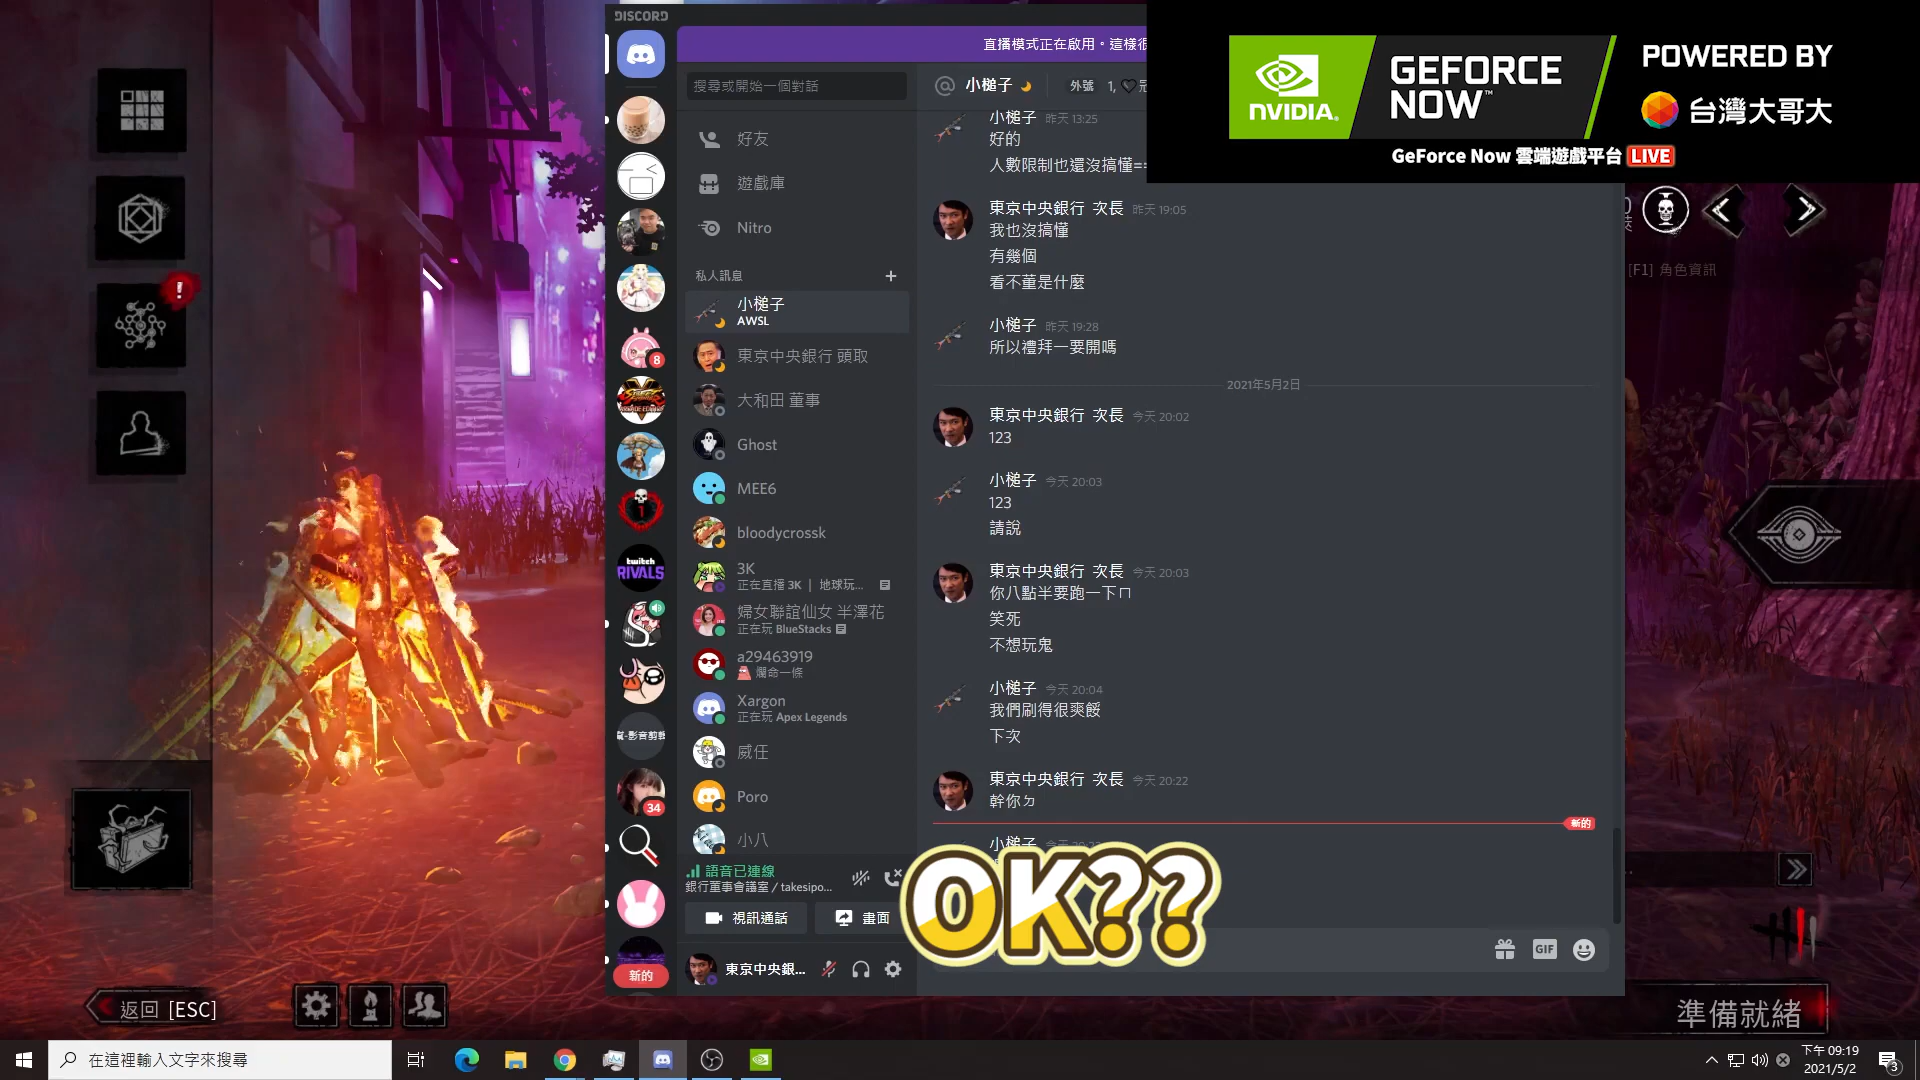 DISCORD
直播模式正在啟用。這樣很
搜尋或開始一個對話
好友
遊戲庫
Nitro
私人訊息
小槌子
AWSL
東京中央銀行 頭取
大和田 董事
Ghost
MEE6
bloodycrossk
3K
正在直播 3K | 地球玩...
婦女聯誼仙女 半澤花
正在玩 BlueStacks
a29463919
爛命一條
Xargon
正在玩 Apex Legends
威任
Poro
小八
語音已連線
銀行董事會議室 / takesipo...
視訊通話
畫面
東京中央銀...
8
twitch
RIVALS
34
新的
小槌子
外號
1,
小槌子 昨天 13:25
好的
人數限制也還沒搞懂==
東京中央銀行 次長 昨天 19:05
我也沒搞懂
有幾個
看不董是什麼
小槌子 昨天 19:28
所以禮拜一要開嗎
2021年5月2日
東京中央銀行 次長 今天 20:02
123
小槌子 今天 20:03
123
請說
東京中央銀行 次長 今天 20:03
你八點半要跑一下ㄇ
笑死
不想玩鬼
小槌子 今天 20:04
我們刷得很爽餒
下次
東京中央銀行 次長 今天 20:22
幹你ㄉ
新的
小槌子
OK??
GIF
NVIDIA.
GEFORCE
NOW™
POWERED BY
台灣大哥大
GeForce Now 雲端遊戲平台 LIVE
[F1] 角色資訊
返回 [ESC]
準備就緒
在這裡輸入文字來搜尋
下午 09:19
2021/5/2
3